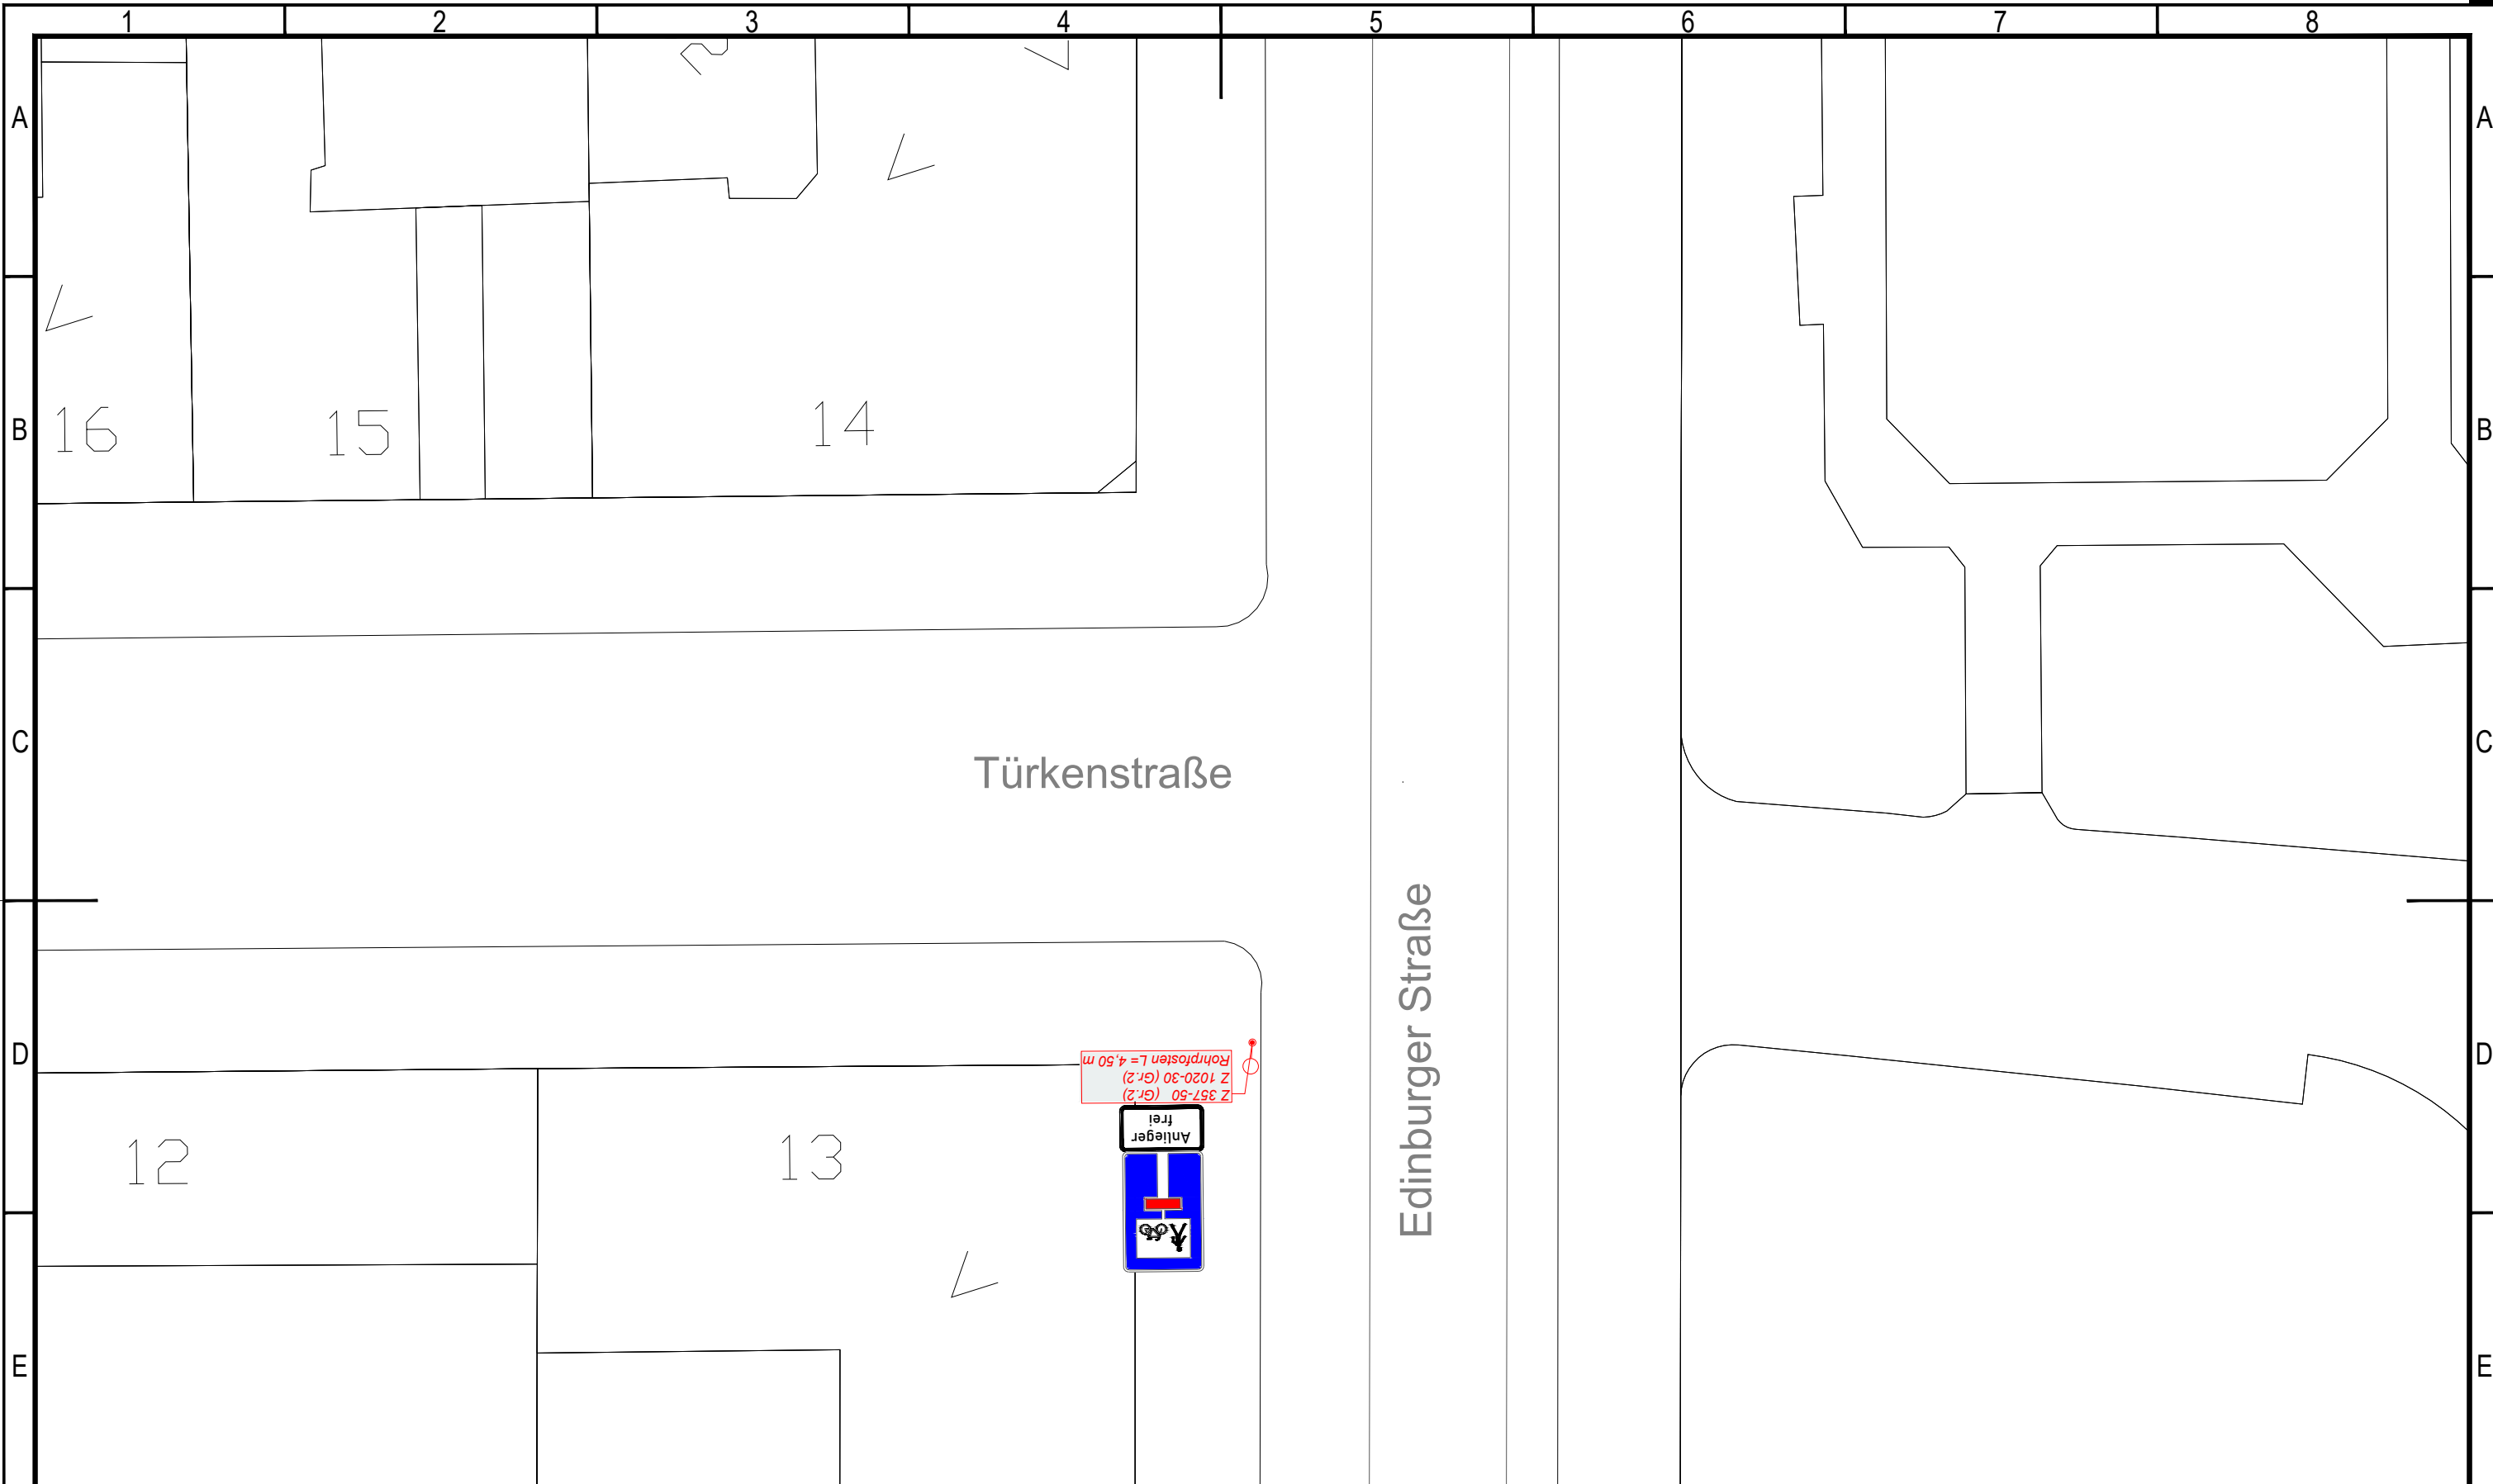 1 2 3 4 5 6 7 8
A A
B B
16 15 14
C C
Türkenstraße
Edinburger Straße
D D
Z 357-50 (Gr.2)
Z 1020-30 (Gr.2)
Rohrpfosten L= 4,50 m
Anlieger
frei
12 13
E E